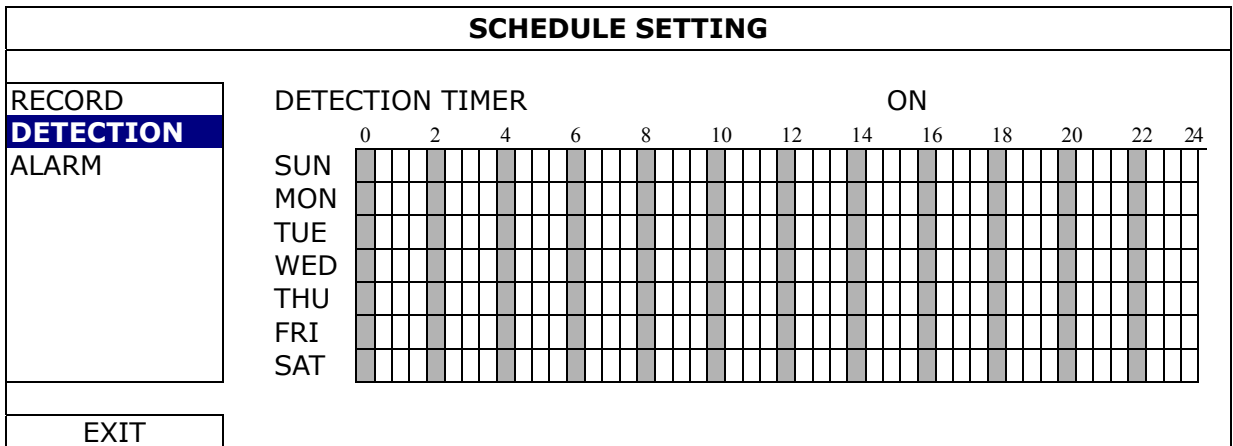 SCHEDULE SETTING
RECORD
DETECTION
ALARM
DETECTION TIMER ON
0 2 4 6 8 10 12 14 16 18 20 22 24
SUN
MON
TUE
WED
THU
FRI
SAT
EXIT